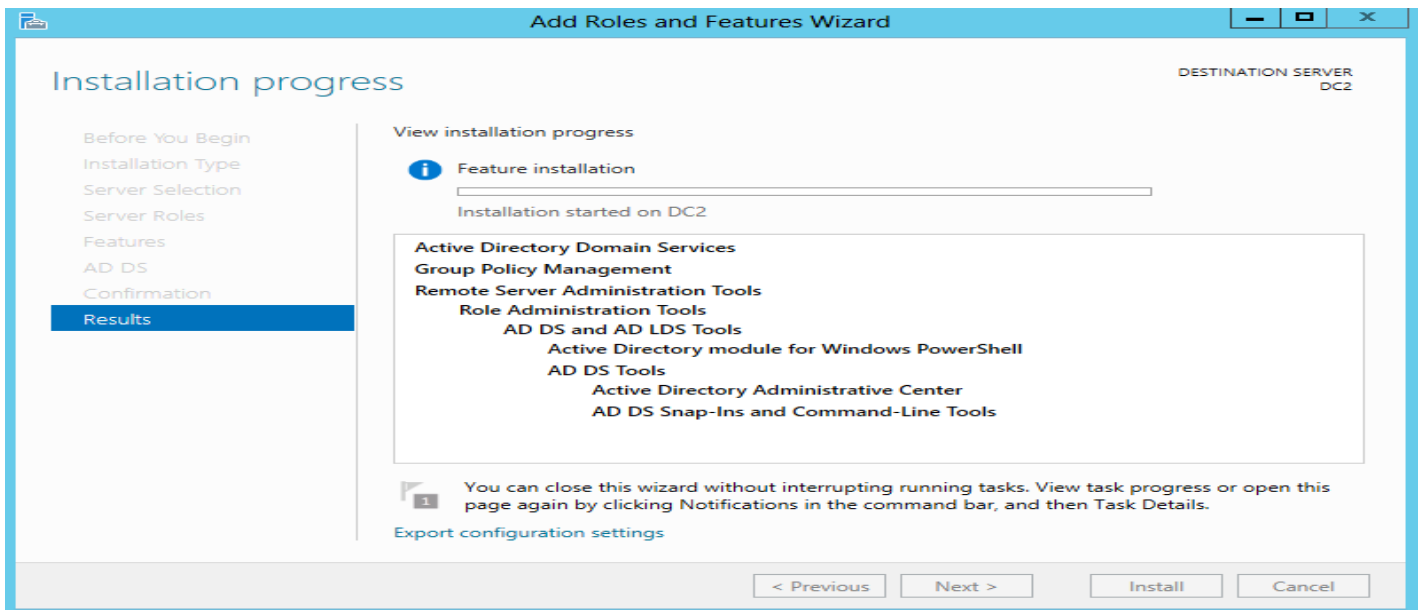 Add Roles and Features Wizard
Installation progress
DESTINATION SERVER
DC2
Before You Begin
Installation Type
Server Selection
Server Roles
Features
AD DS
Confirmation
Results
View installation progress
Feature installation
Installation started on DC2
Active Directory Domain Services
Group Policy Management
Remote Server Administration Tools
Role Administration Tools
AD DS and AD LDS Tools
Active Directory module for Windows PowerShell
AD DS Tools
Active Directory Administrative Center
AD DS Snap-Ins and Command-Line Tools
1
You can close this wizard without interrupting running tasks. View task progress or open this
page again by clicking Notifications in the command bar, and then Task Details.
Export configuration settings
< Previous
Next >
Install
Cancel